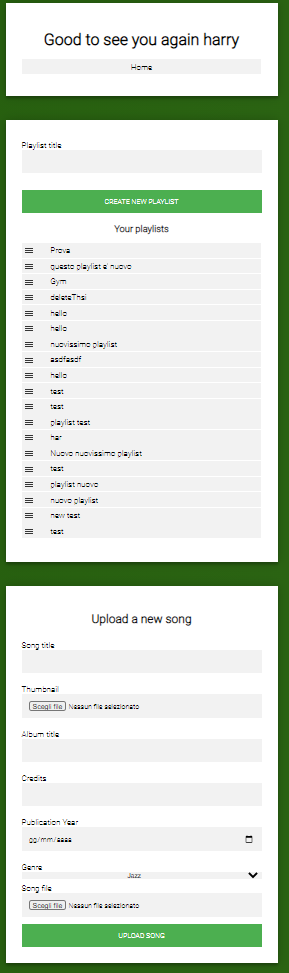 Good to see you again harry
Home
Playlist title
CREATE NEW PLAYLIST
Your playlists
Prova
questo playlist e' nuovo
Gym
deleteThsi
hello
hello
nuovissimo playlist
asdfasdf
hello
test
test
playlist test
har
Nuovo nuovissimo playlist
test
playlist nuovo
nuovo playlist
new test
test
Upload a new song
Song title
Thumbnail
Scegli file Nessun file selezionato
Album title
Credits
Publication Year
gg/mm/aaaa
Genre
Jazz
Song file
Scegli file Nessun file selezionato
UPLOAD SONG